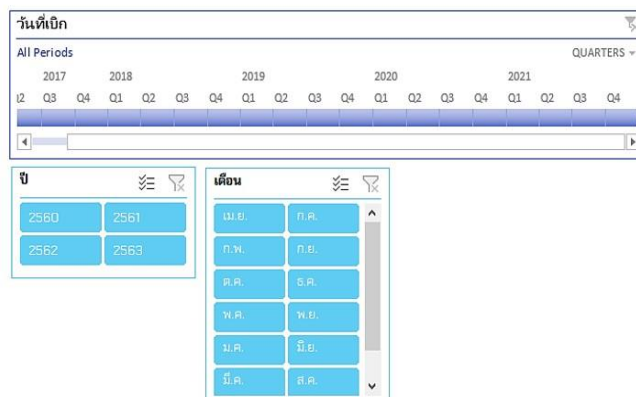 วันที่เบิก
All Periods QUARTERS
2017 2018 2019 2020 2021
Q2 Q3 Q4 Q1 Q2 Q3 Q4 Q1 Q2 Q3 Q4 Q1 Q2 Q3 Q4 Q1 Q2 Q3 Q4
ปี
2560 2561
2562 2563
เดือน
เม.ย. ก.ค.
ก.พ. ก.ย.
ต.ค. ธ.ค.
พ.ค. พ.ย.
ม.ค. มิ.ย.
มี.ค. ส.ค.